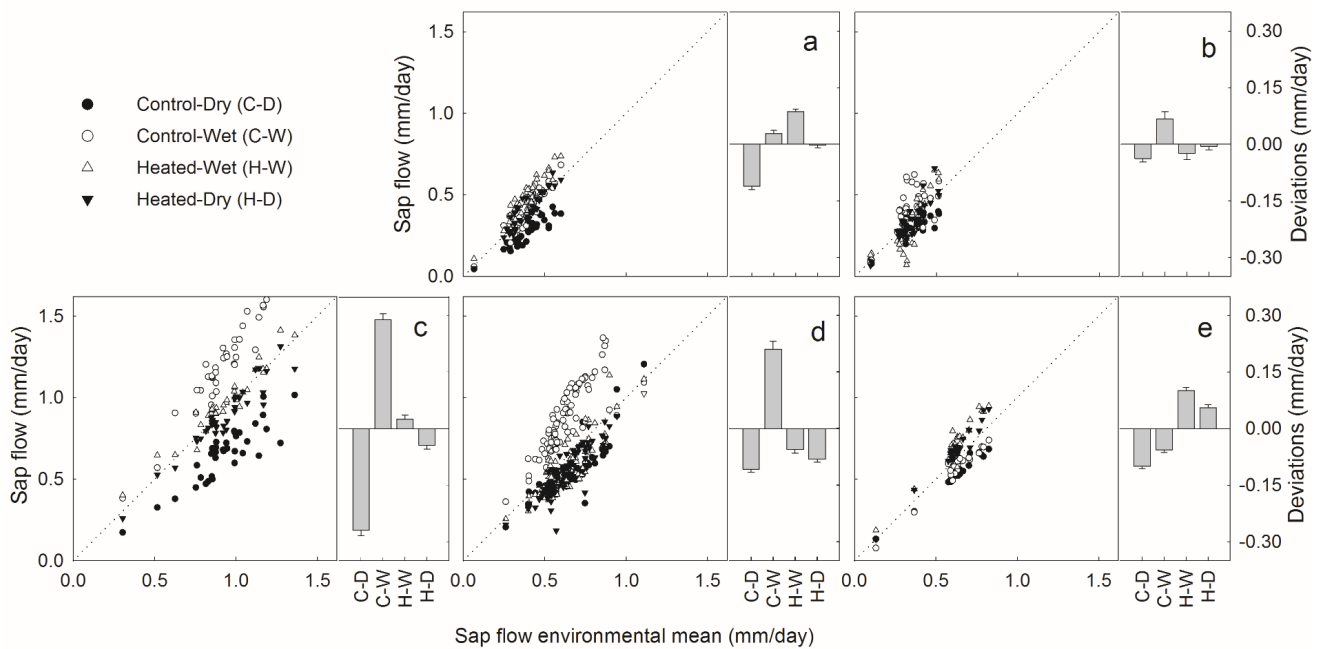 Control-Dry (C-D)
Control-Wet (C-W)
Heated-Wet (H-W)
Heated-Dry (H-D)
Sap flow (mm/day)
1.5
1.0
0.5
0.0
a
b
0.30
0.15
0.00
-0.15
-0.30
Deviations (mm/day)
Sap flow (mm/day)
1.5
1.0
0.5
0.0
c
d
e
0.30
0.15
0.00
-0.15
-0.30
Deviations (mm/day)
0.0 0.5 1.0 1.5
C-D
C-W
H-W
H-D
0.0 0.5 1.0 1.5
C-D
C-W
H-W
H-D
0.0 0.5 1.0 1.5
C-D
C-W
H-W
H-D
Sap flow environmental mean (mm/day)